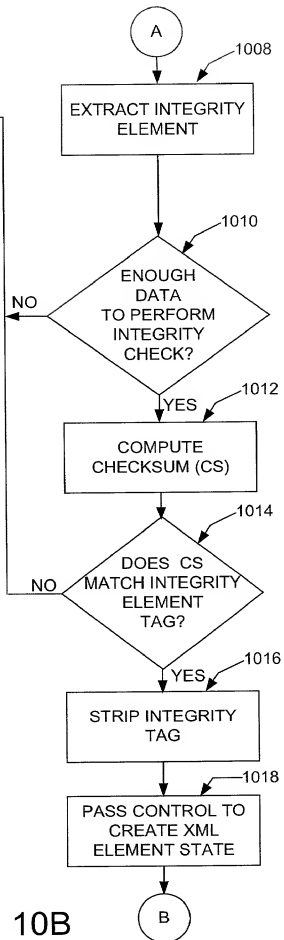 A
1008
EXTRACT INTEGRITY
ELEMENT
1010
ENOUGH
DATA
TO PERFORM
INTEGRITY
CHECK?
NO
YES
1012
COMPUTE
CHECKSUM (CS)
1014
DOES CS
MATCH INTEGRITY
ELEMENT
TAG?
NO
YES
1016
STRIP INTEGRITY
TAG
1018
PASS CONTROL TO
CREATE XML
ELEMENT STATE
B
10B